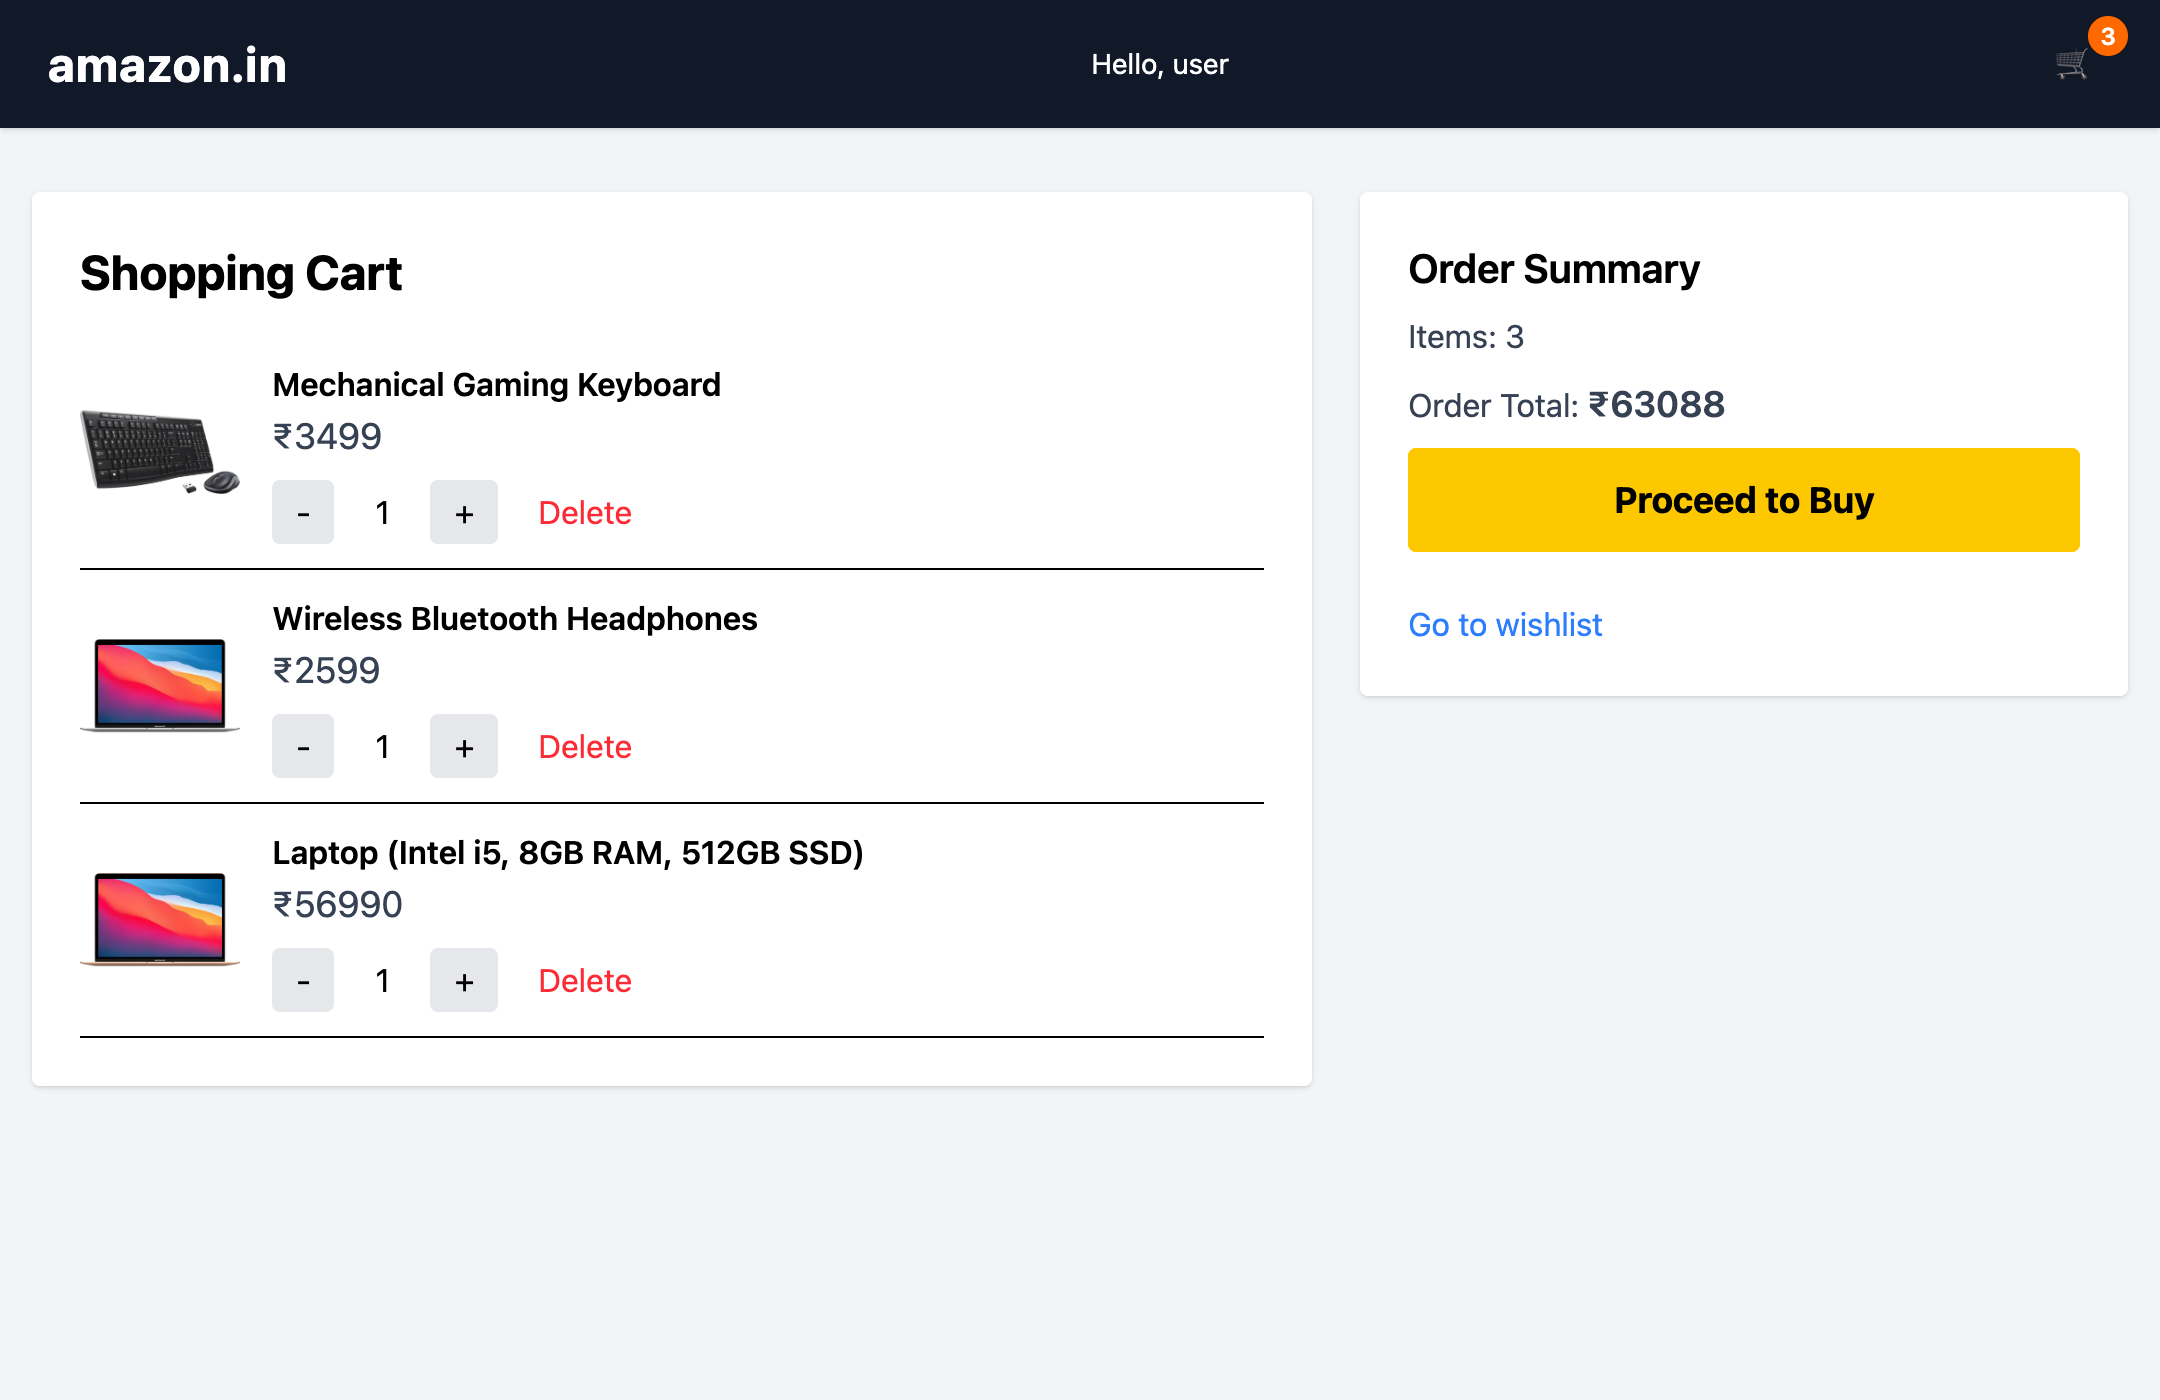 amazon.in
Hello, user
3
Shopping Cart
Mechanical Gaming Keyboard
₹3499
- 1 + Delete
Wireless Bluetooth Headphones
₹2599
- 1 + Delete
Laptop (Intel i5, 8GB RAM, 512GB SSD)
₹56990
- 1 + Delete
Order Summary
Items: 3
Order Total: ₹63088
Proceed to Buy
Go to wishlist